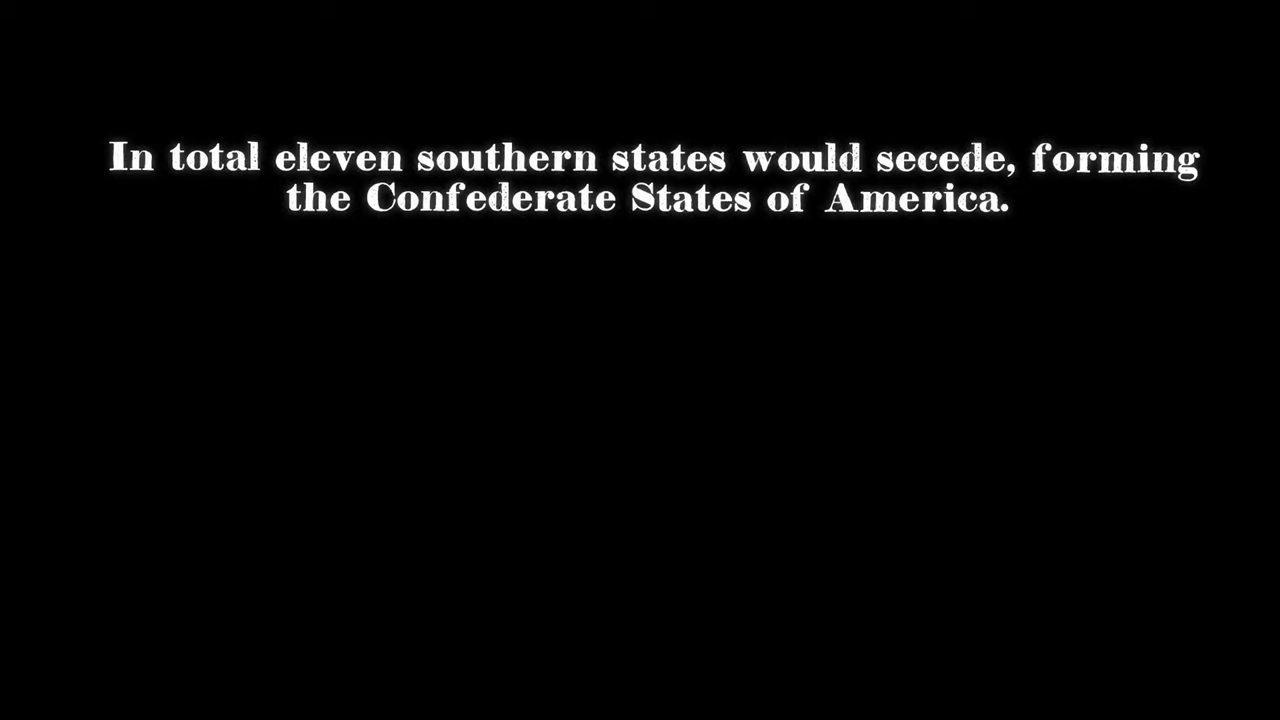 In total eleven southern states would secede, forming
the Confederate States of America.